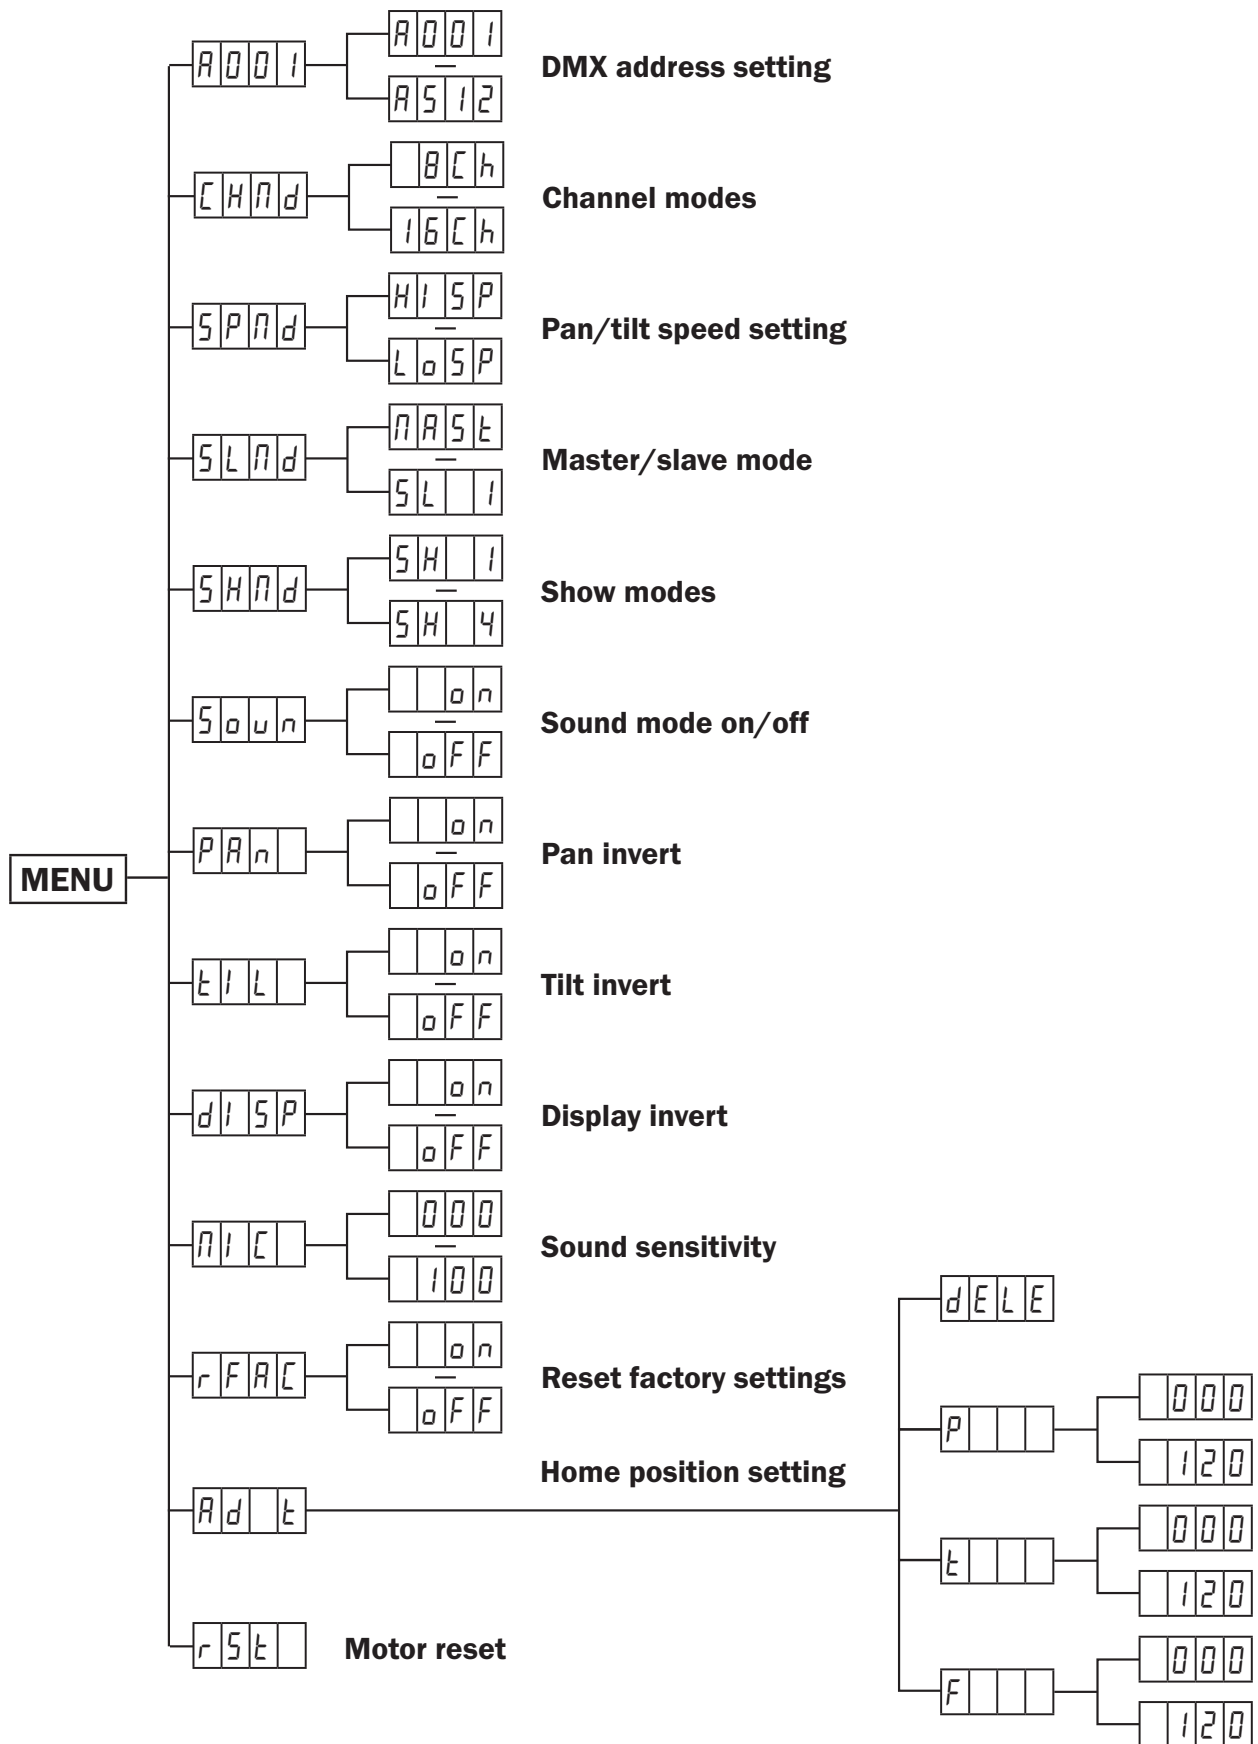 A001
A001
—
A512
DMX address setting
CHMd
8Ch
—
16Ch
Channel modes
SPMd
HISP
—
LoSP
Pan/tilt speed setting
SLMd
MASt
—
SL 1
Master/slave mode
SHMd
SH 1
—
SH 4
Show modes
Soun
on
—
oFF
Sound mode on/off
PAn
on
—
oFF
Pan invert
MENU
tIL
on
—
oFF
Tilt invert
dISP
on
—
oFF
Display invert
MIC
000
—
100
Sound sensitivity
rFAC
on
—
oFF
Reset factory settings
Ad t
Home position setting
dELE
P
000
120
t
000
120
F
000
120
rSt
Motor reset